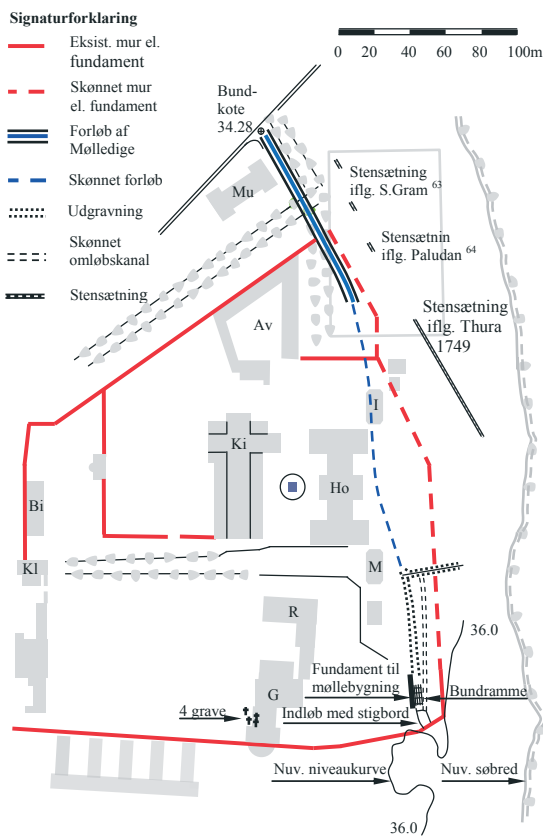 Signaturforklaring
Eksist. mur el.
fundament
Skønnet mur
el. fundament
Forløb af
Mølledige
Skønnet forløb
Udgravning
Skønnet
omløbskanal
Stensætning
0 20 40 60 80 100m
Bund-
kote
34.28
Mu
Stensætning
iflg. S.Gram 63
Stensætnin
iflg. Paludan 64
Stensætning
iflg. Thura
1749
Av
I
Ki
Ho
Bi
Kl
M
R
G
36.0
Fundament til
møllebygning
Bundramme
4 grave
Indløb med stigbord
Nuv. niveaukurve
Nuv. søbred
36.0